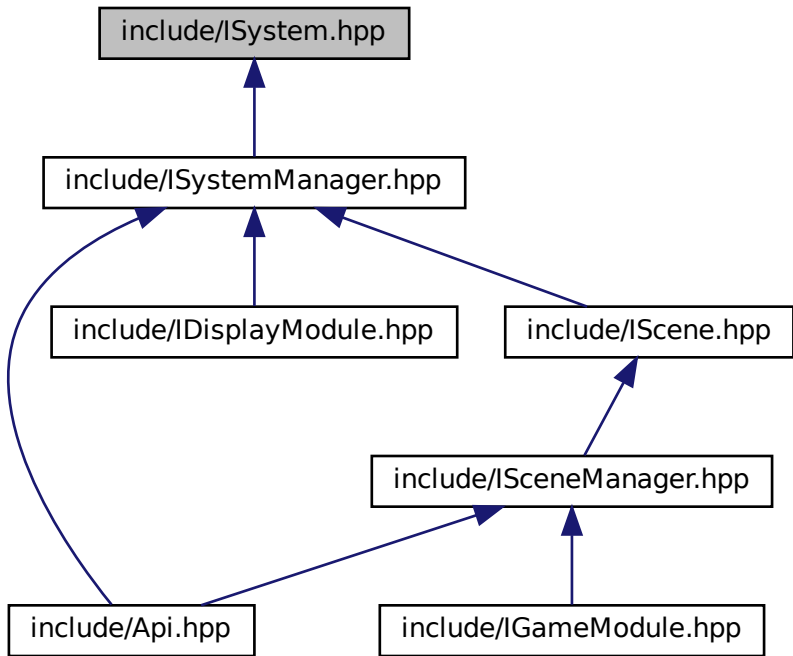 include/ISystem.hpp
include/ISystemManager.hpp
include/IDisplayModule.hpp
include/IScene.hpp
include/ISceneManager.hpp
include/Api.hpp
include/IGameModule.hpp